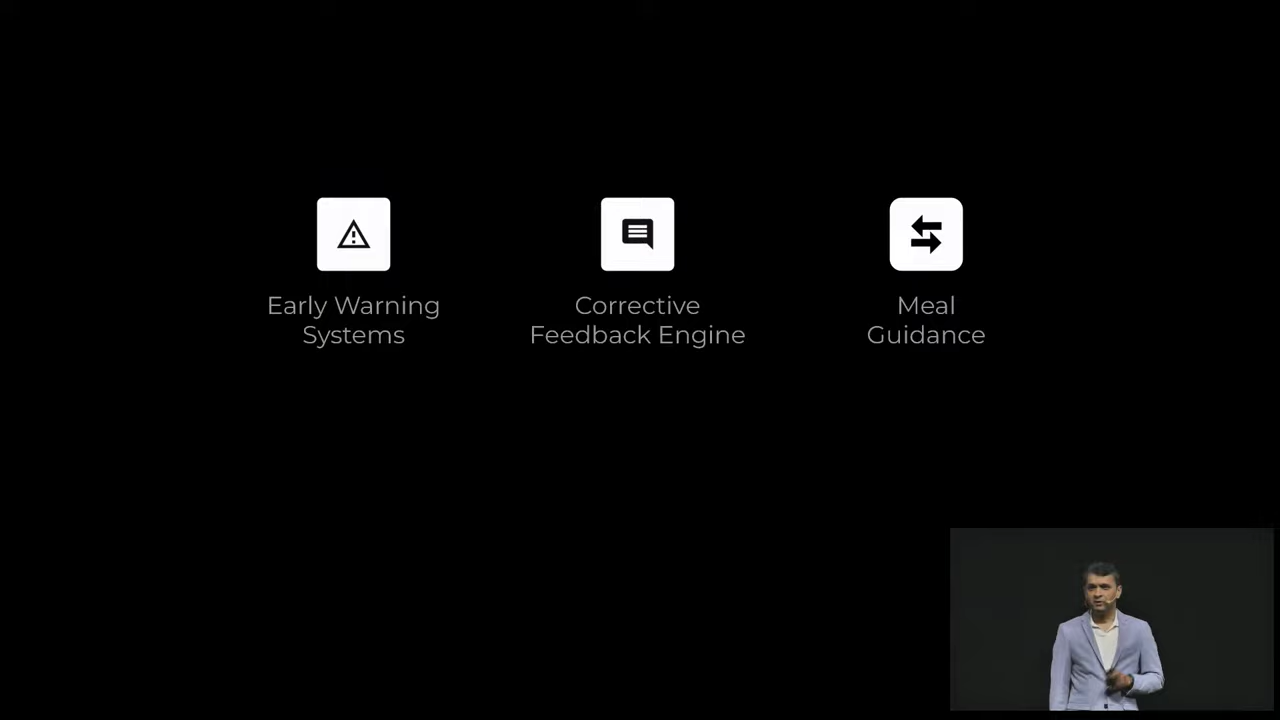 Early Warning
Systems
Corrective
Feedback Engine
Meal
Guidance